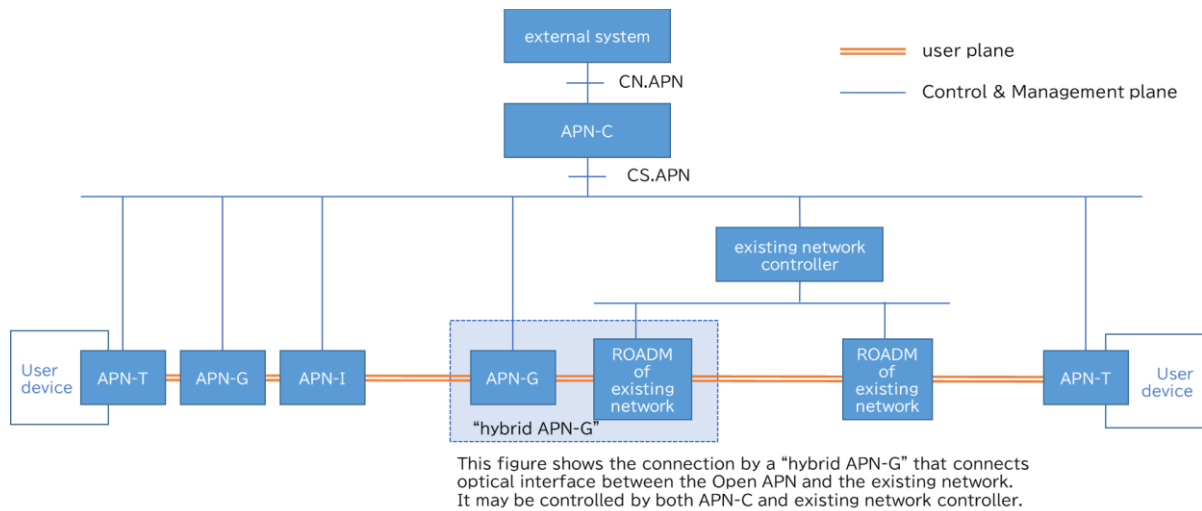 external system
user plane
CN.APN
Control & Management plane
APN-C
CS.APN
existing network
controller
User
device
APN-T
APN-G
APN-I
APN-G
ROADM
of
existing
network
ROADM
of
existing
network
APN-T
User
device
“hybrid APN-G”
This figure shows the connection by a “hybrid APN-G” that connects
optical interface between the Open APN and the existing network.
It may be controlled by both APN-C and existing network controller.